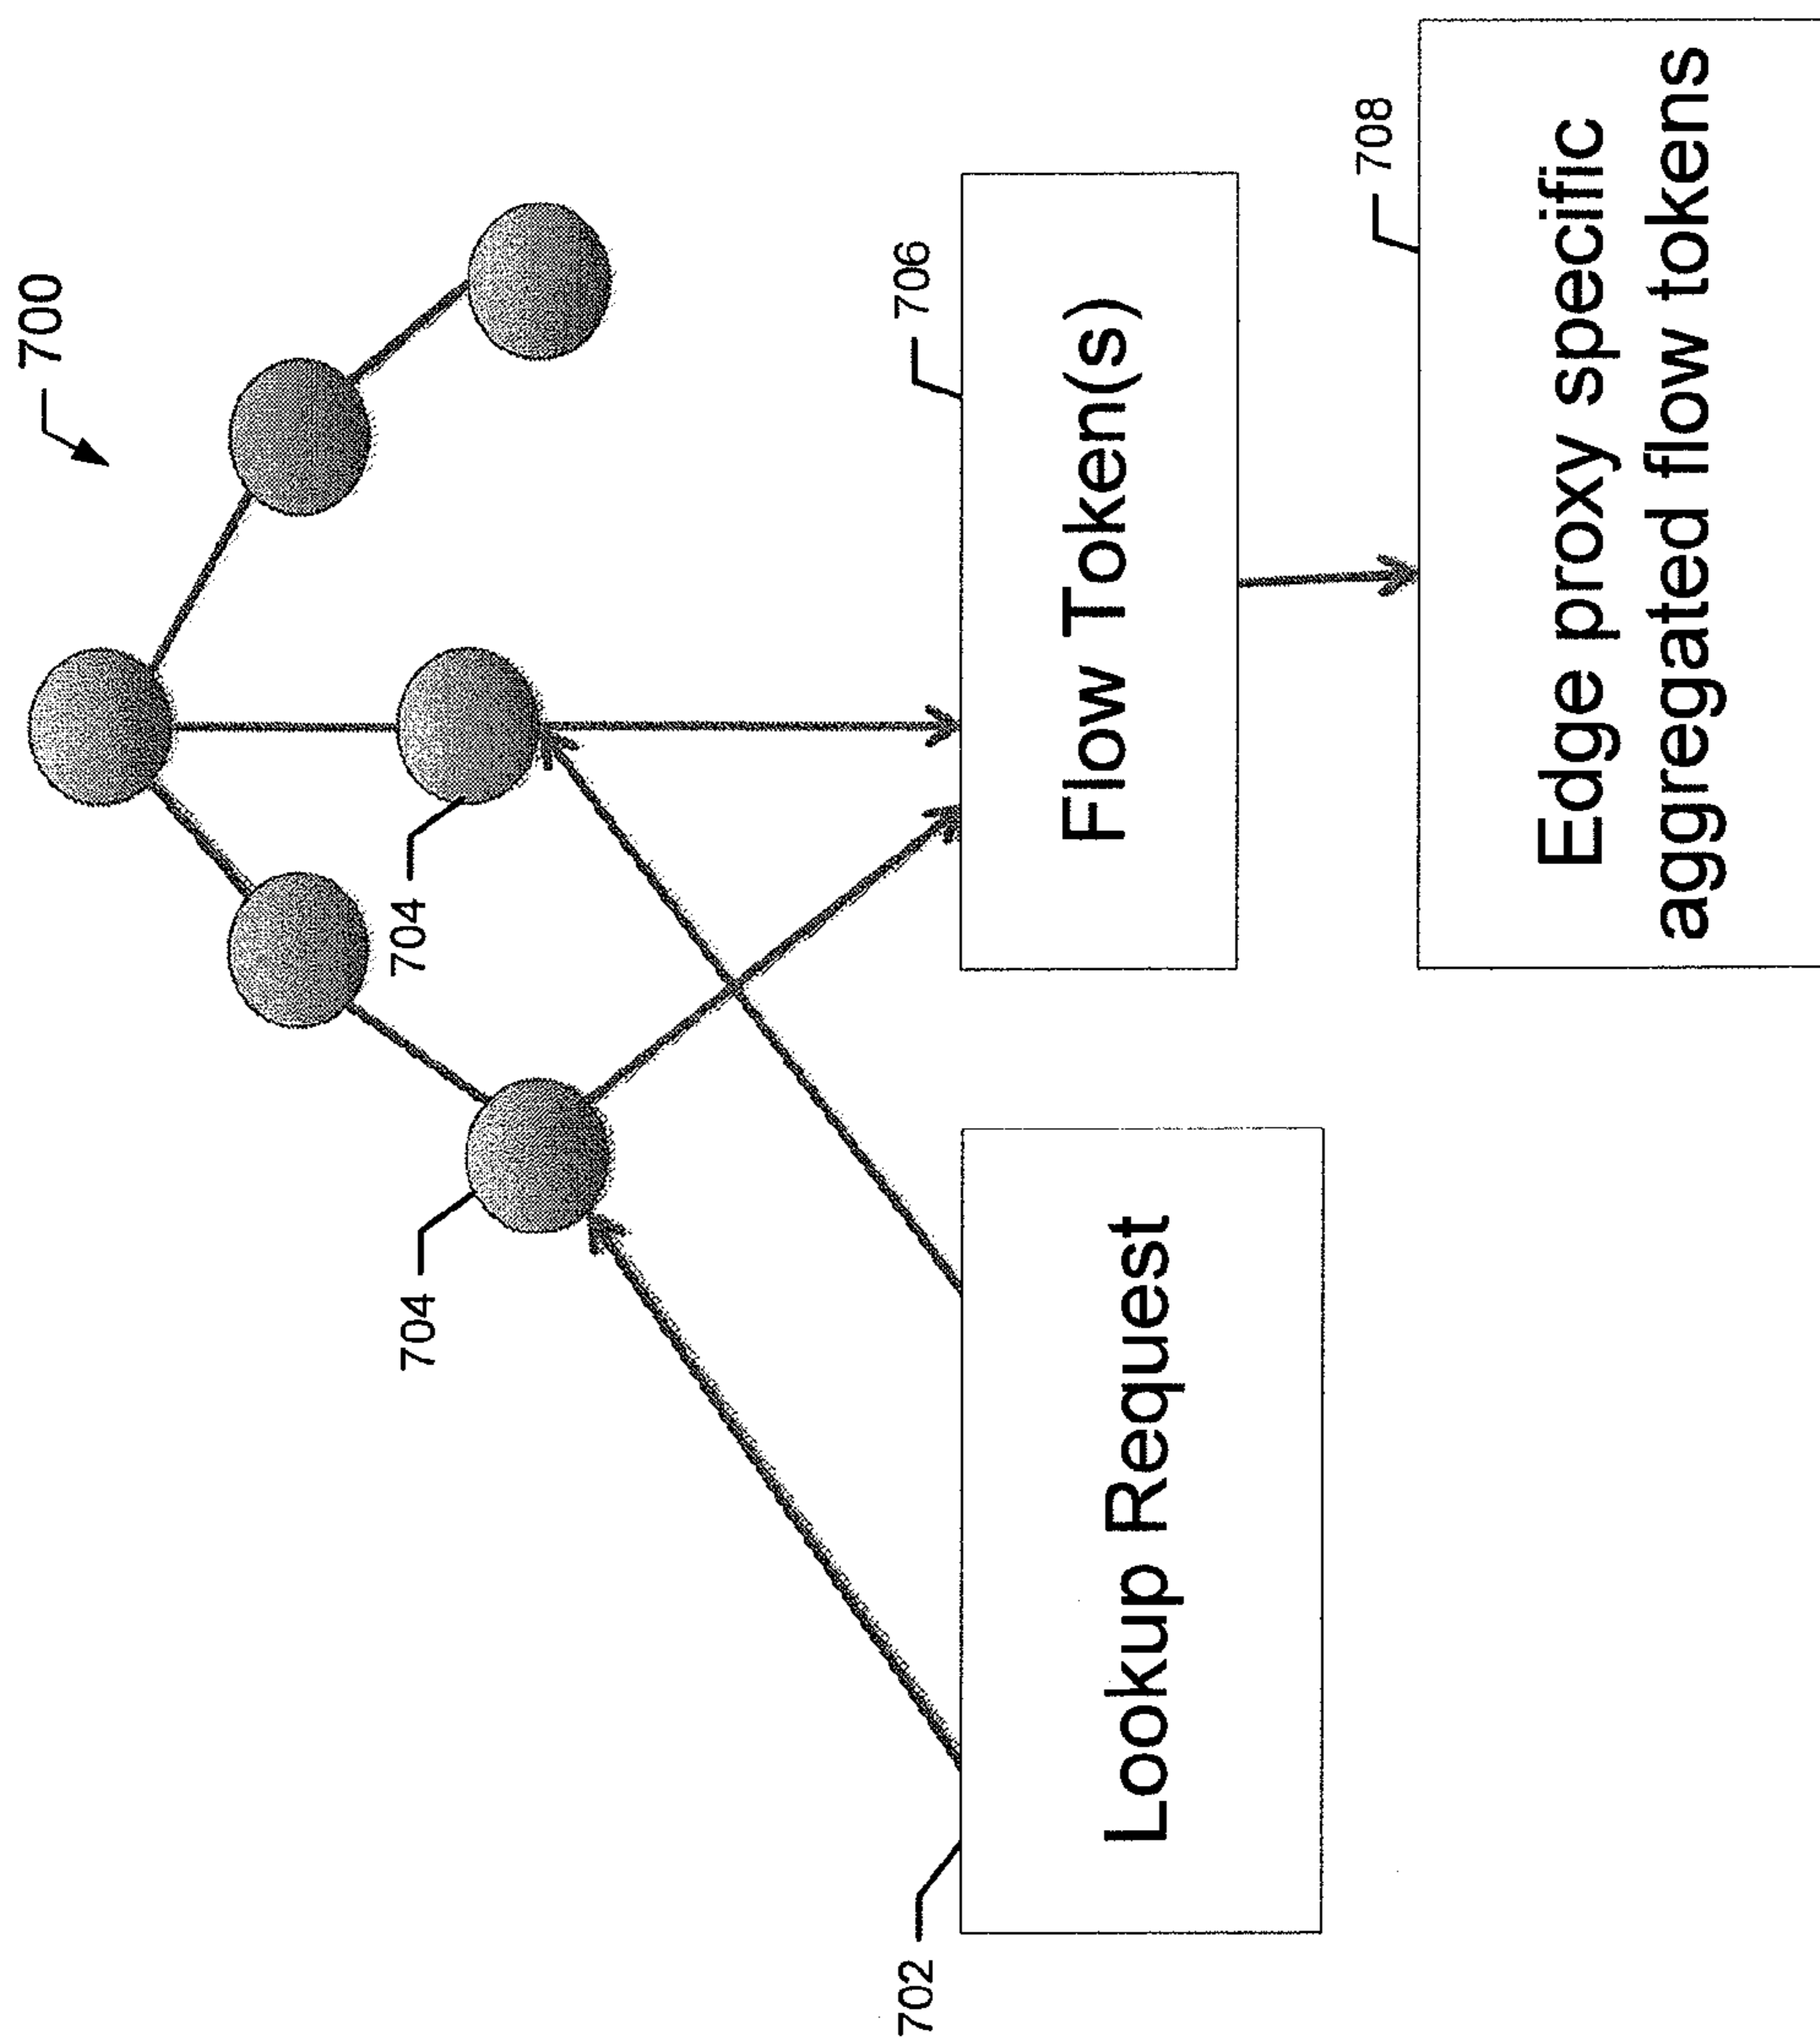 700
704
704
702
Lookup Request
706
Flow Token(s)
708
Edge proxy specific
aggregated flow tokens